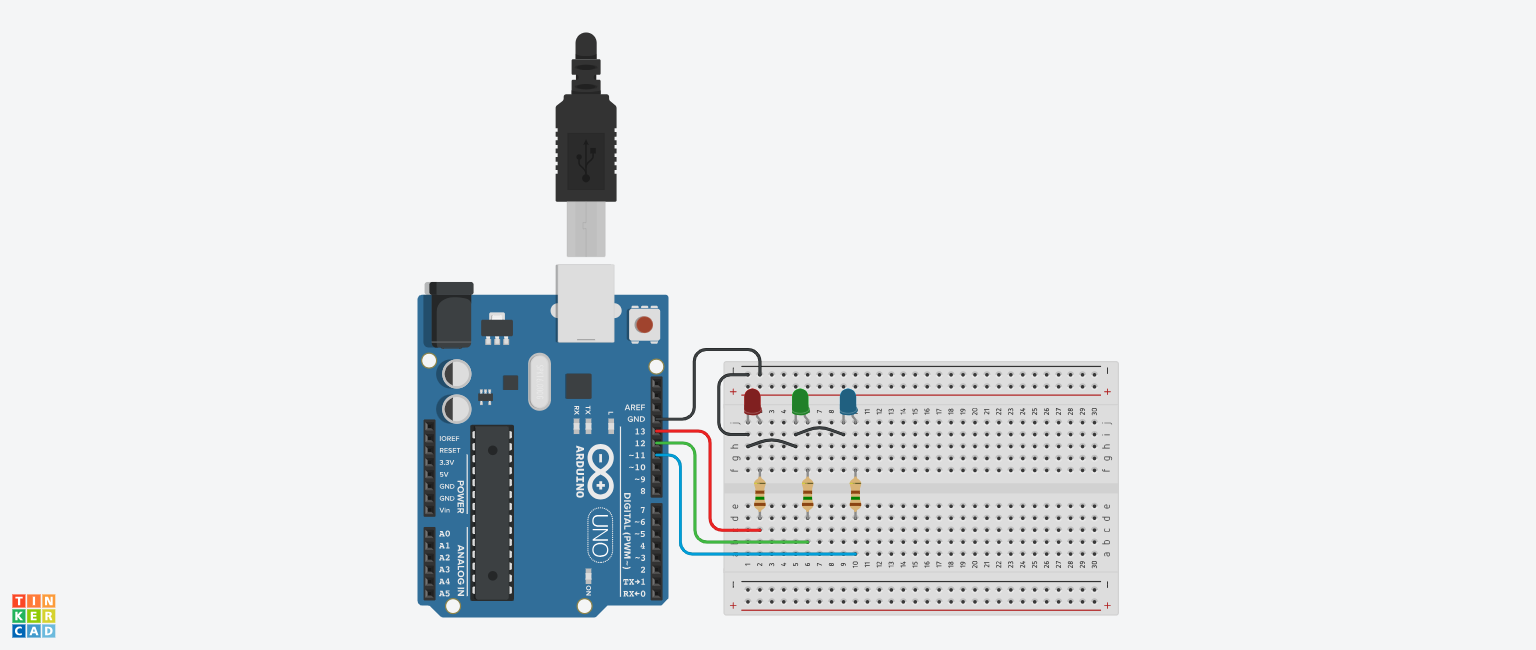 AREF
GND
13
12
~11
~10
~9
8
7
~6
~5
4
~3
2
TX→1
RX←0
DIGITAL (PWM~)
IOREF
RESET
3.3V
5V
GND
GND
Vin
POWER
A0
A1
A2
A3
A4
A5
ANALOG IN
RX
TX
L
ARDUINO
UNO
ON
− −
+ +
3 4 5 7 8 11 12 13 14 15 16 17 18 19 20 21 22 23 24 25 26 27 28 29 30
j j
i i
h h
g g
f f
e e
d d
c c
b b
a a
1 2 3 4 5 6 7 8 9 10 11 12 13 14 15 16 17 18 19 20 21 22 23 24 25 26 27 28 29 30
− −
+ +
TIN
KER
CAD